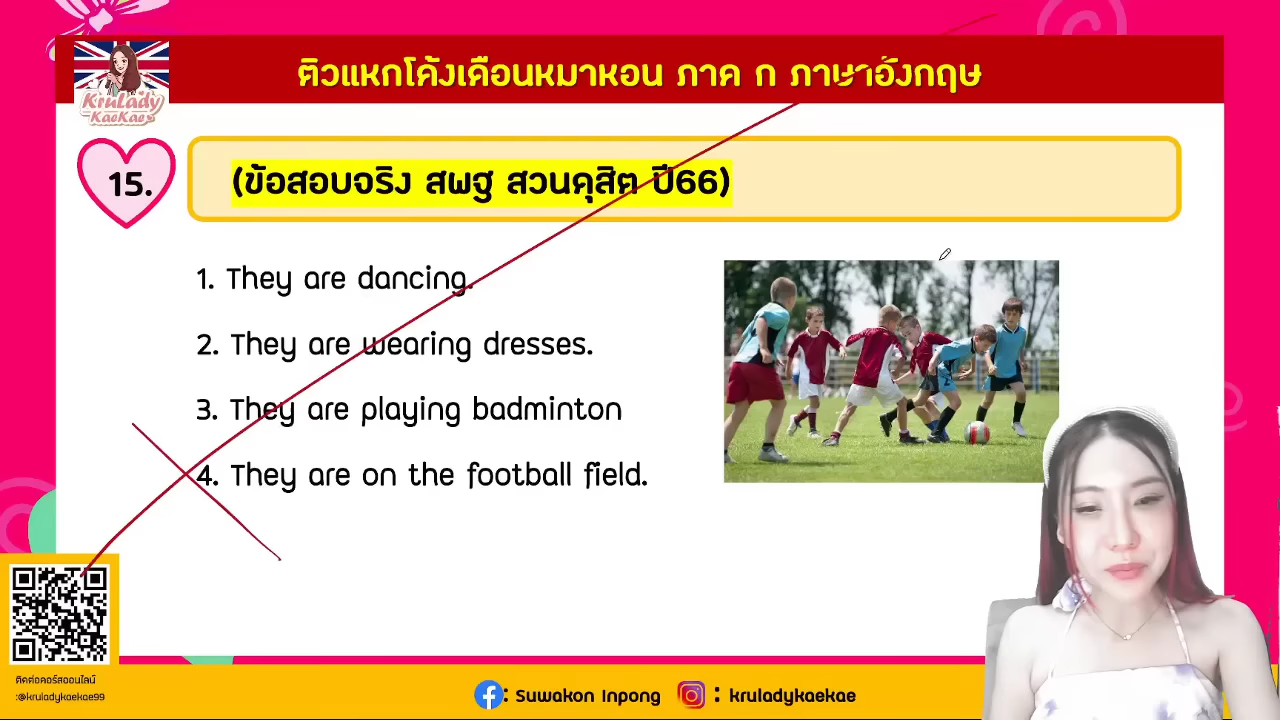 ติวแหกโค้งเดือนหมาหอน ภาค ก ภาษาอังกฤษ
KruLady
KaeKae
15.
(ข้อสอบจริง สพฐ สวนดุสิต ปี66)
1. They are dancing.
2. They are wearing dresses.
3. They are playing badminton
4. They are on the football field.
ติดต่อคอร์สออนไลน์
:@kruladykaekae99
: Suwakon Inpong
: kruladykaekae